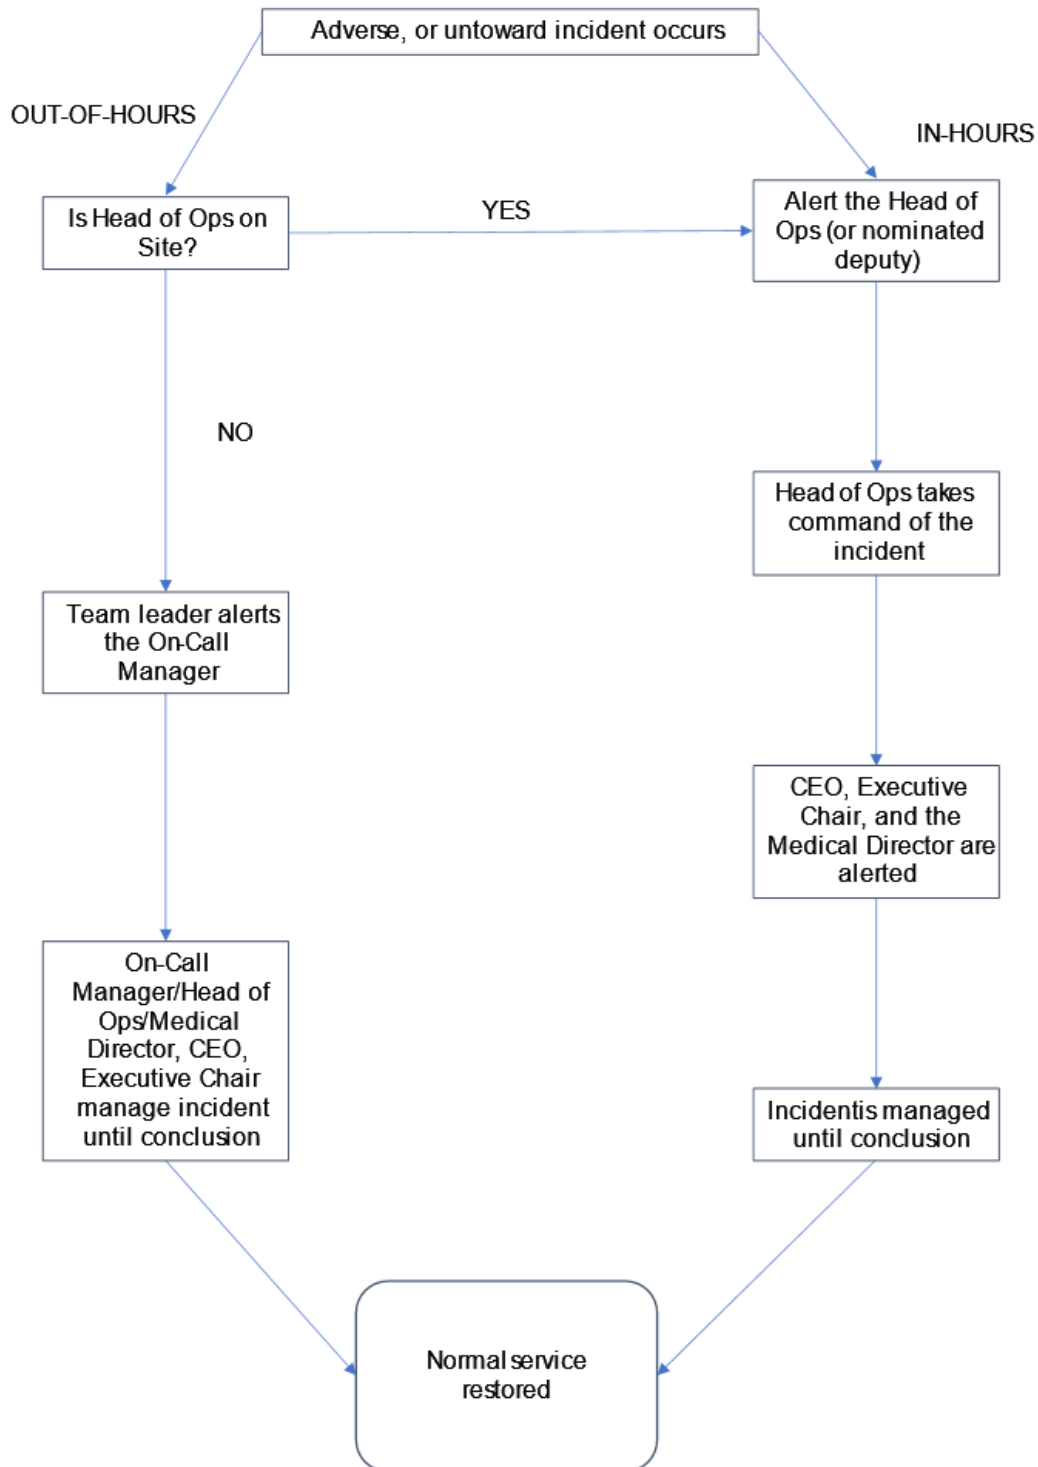 Adverse, or untoward incident occurs
OUT-OF-HOURS
IN-HOURS
Is Head of Ops on
Site?
YES
Alert the Head of
Ops (or nominated
deputy)
NO
Head of Ops takes
command of the
incident
Team leader alerts
the On-Call
Manager
CEO, Executive
Chair, and the
Medical Director are
alerted
On-Call
Manager/Head of
Ops/Medical
Director, CEO,
Executive Chair
manage incident
until conclusion
Incidentis managed
until conclusion
Normal service
restored